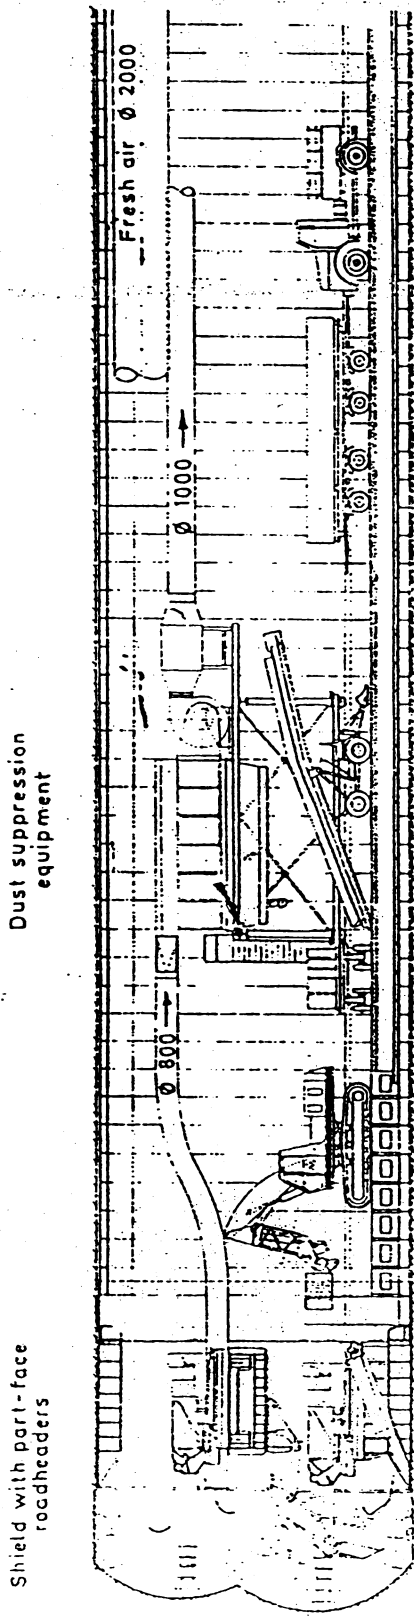 Shield with part-face
roadheaders
Dust suppression
equipment
Ø 800
Ø 1000
Fresh air Ø 2000